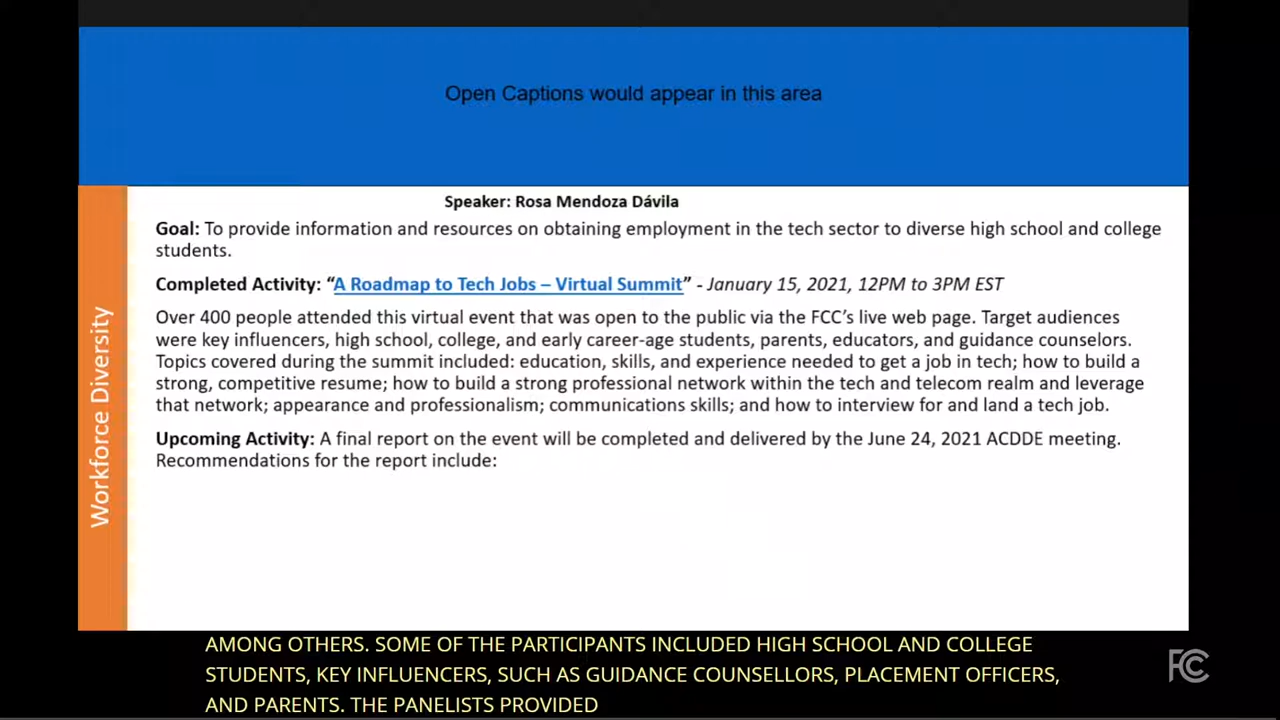 Open Captions would appear in this area
Speaker: Rosa Mendoza Dávila
Goal: To provide information and resources on obtaining employment in the tech sector to diverse high school and college
students.
Completed Activity: “A Roadmap to Tech Jobs – Virtual Summit” - January 15, 2021, 12PM to 3PM EST
Over 400 people attended this virtual event that was open to the public via the FCC’s live web page. Target audiences
were key influencers, high school, college, and early career-age students, parents, educators, and guidance counselors.
Topics covered during the summit included: education, skills, and experience needed to get a job in tech; how to build a
strong, competitive resume; how to build a strong professional network within the tech and telecom realm and leverage
that network; appearance and professionalism; communications skills; and how to interview for and land a tech job.
Upcoming Activity: A final report on the event will be completed and delivered by the June 24, 2021 ACDDE meeting.
Recommendations for the report include:
Workforce Diversity
AMONG OTHERS. SOME OF THE PARTICIPANTS INCLUDED HIGH SCHOOL AND COLLEGE
STUDENTS, KEY INFLUENCERS, SUCH AS GUIDANCE COUNSELLORS, PLACEMENT OFFICERS,
AND PARENTS. THE PANELISTS PROVIDED
FCC